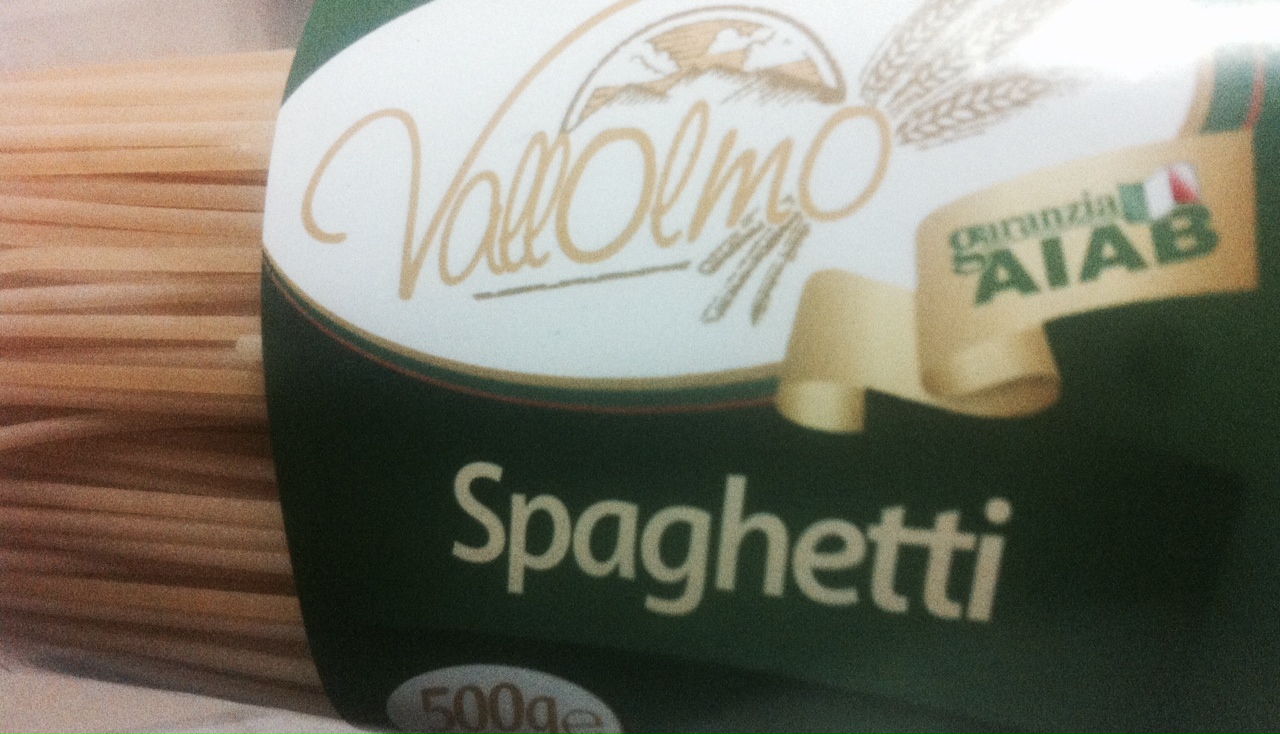 VallOlmo
garanzia
AIAB
Spaghetti
500g℮